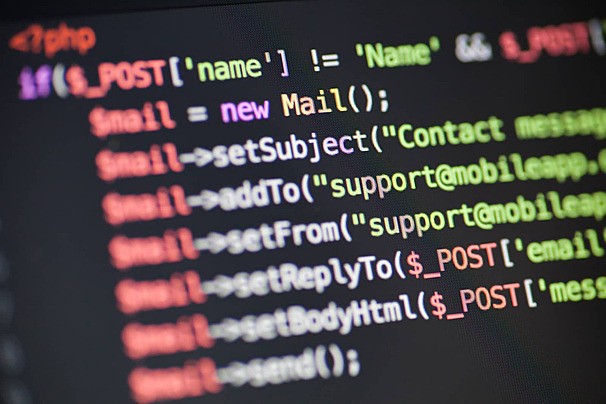 <?php
if($_POST['name'] != 'Name' && $_POST[
$mail = new Mail();
$mail->setSubject("Contact messag
$mail->addTo("support@mobileapp.
$mail->setFrom("support@mobileap
$mail->setReplyTo($_POST['email'
$mail->setBodyHtml($_POST['mess
$mail->send();